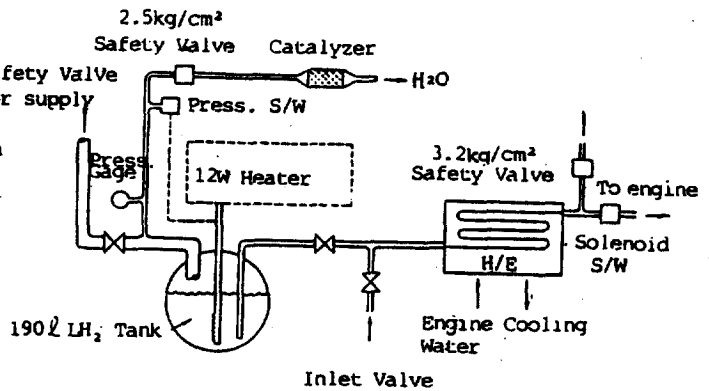 2.5kg/cm²
Safety Valve
Catalyzer
H2O
fety Valve
r supply
Press. S/W
Press.
Gage
12W Heater
3.2kg/cm²
Safety Valve
To engine
Solenoid
S/W
H/E
190ℓ LH₂ Tank
Engine Cooling
Water
Inlet Valve